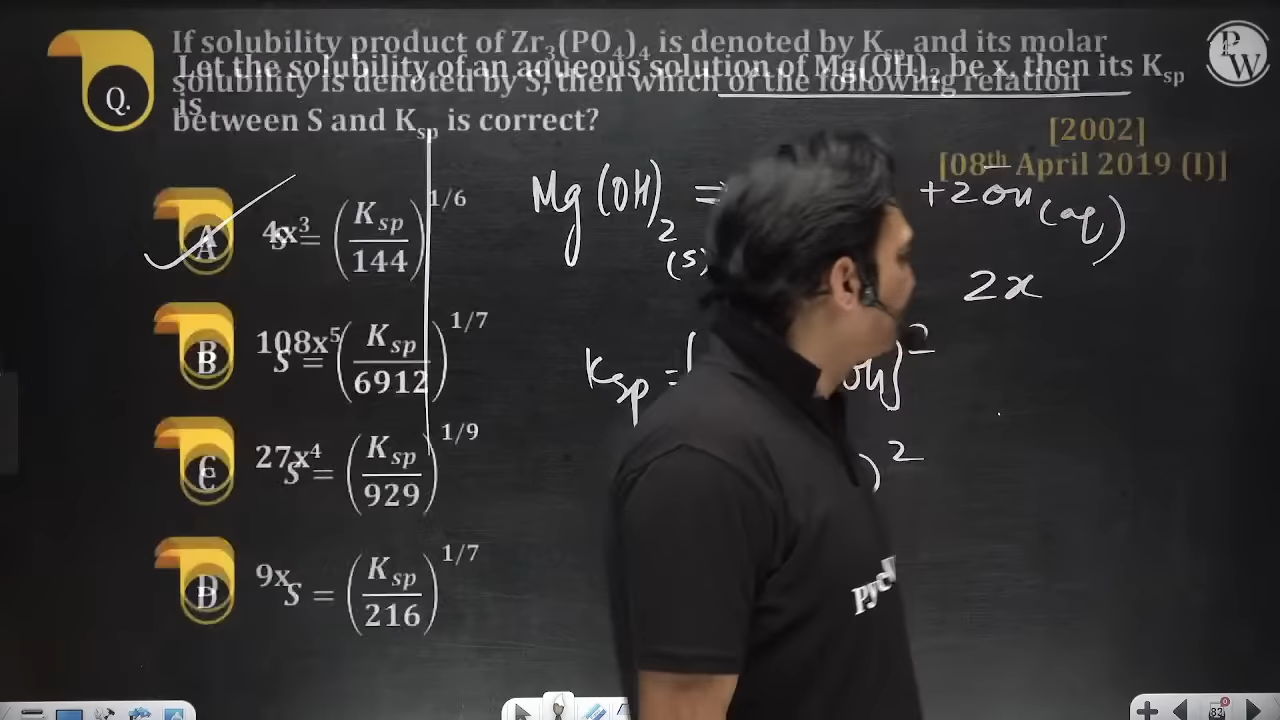 If solubility product of Zr₃(PO₄)₄ is denoted by Kₛₚ and its molar
Let the solubility of an aqueous solution of Mg(OH)₂ be x, then its Kₛₚ
solubility is denoted by S, then which of the following relation
is
between S and Kₛₚ is correct?
Q.
[2002]
[08ᵗʰ April 2019 (I)]
PW
A 4x³
A S = (Kₛₚ/144)^1/6
B 108x⁵
B S = (Kₛₚ/6912)^1/7
C 27x⁴
C S = (Kₛₚ/929)^1/9
D 9x
D S = (Kₛₚ/216)^1/7
Mg(OH)₂(s) ⇌
+ 2OH⁻(aq)
2x
Kₛₚ = [
OH]²
)²
83